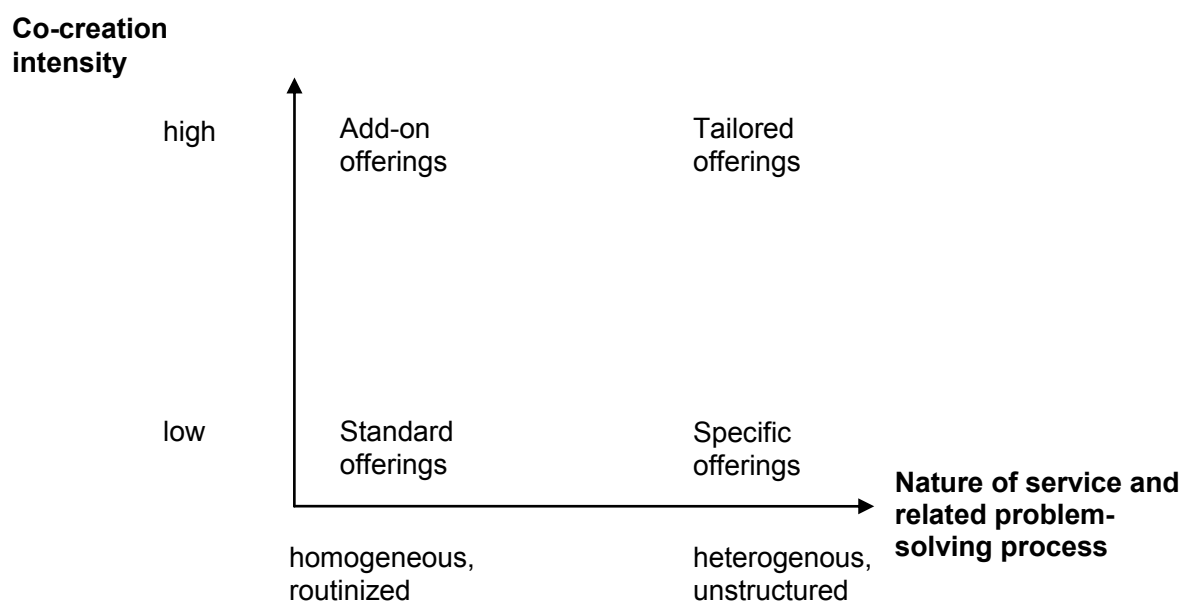 Co-creation
intensity
high
Add-on
offerings
Tailored
offerings
low
Standard
offerings
Specific
offerings
Nature of service and
related problem-
solving process
homogeneous,
routinized
heterogenous,
unstructured